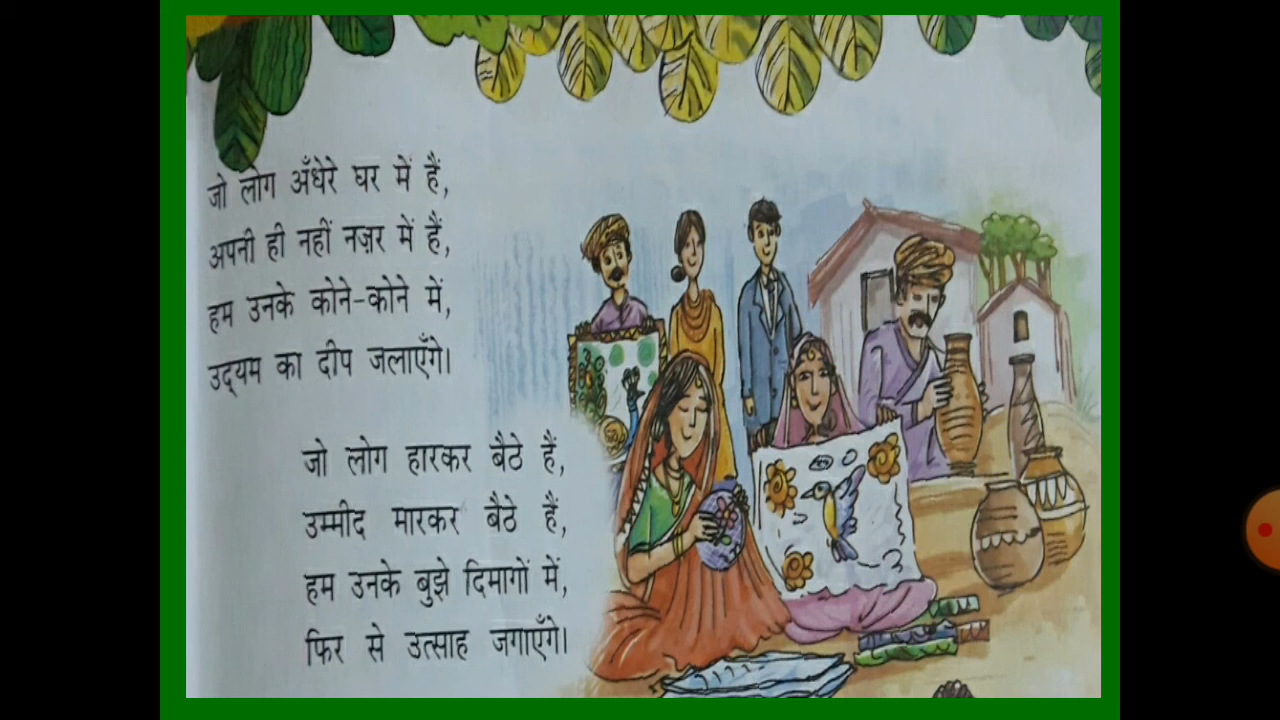 जो लोग अँधेरे घर में हैं,
अपनी ही नहीं नज़र में हैं,
हम उनके कोने-कोने में,
उद्‌यम का दीप जलाएँगे।
जो लोग हारकर बैठे हैं,
उम्मीद मारकर बैठे हैं,
हम उनके बुझे दिमागों में,
फिर से उत्साह जगाएँगे।